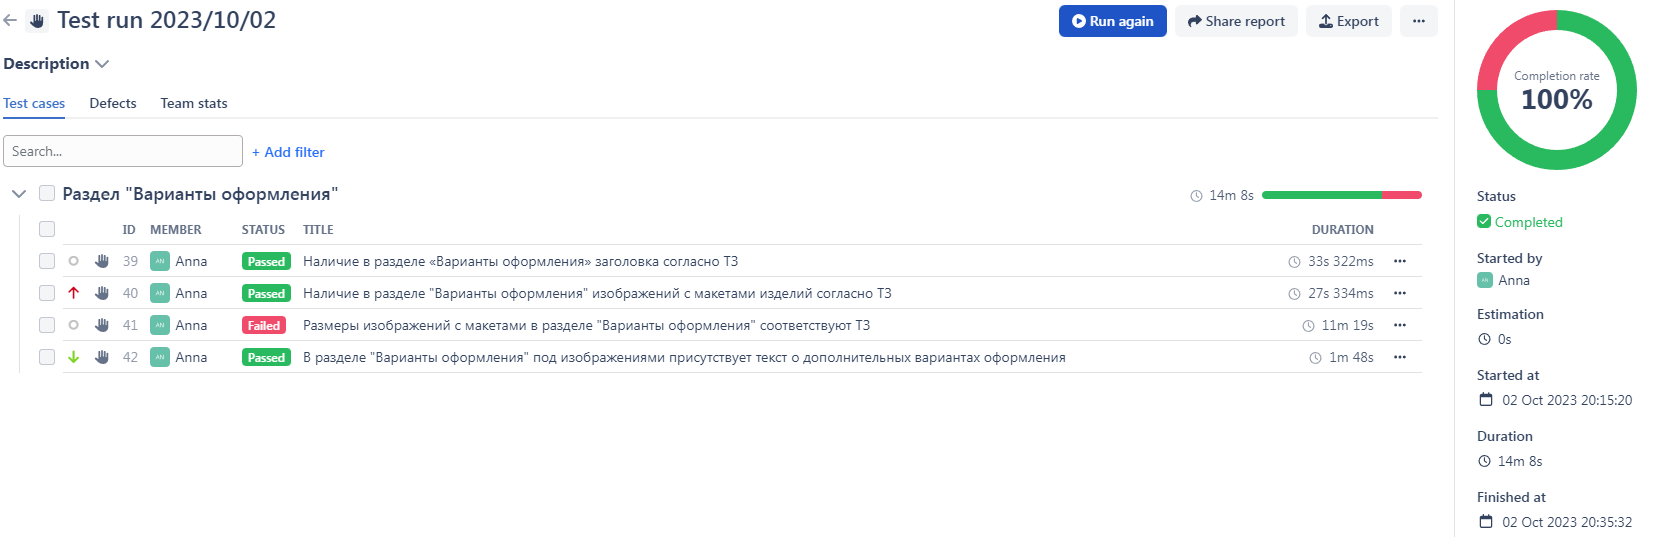 Test run 2023/10/02
Run again
Share report
Export
Description
Test cases Defects Team stats
Search...
+ Add filter
Раздел "Варианты оформления"
14m 8s
ID MEMBER STATUS TITLE DURATION
39 AN Anna Passed Наличие в разделе «Варианты оформления» заголовка согласно ТЗ 33s 322ms
40 AN Anna Passed Наличие в разделе "Варианты оформления" изображений с макетами изделий согласно ТЗ 27s 334ms
41 AN Anna Failed Размеры изображений с макетами в разделе "Варианты оформления" соответствуют ТЗ 11m 19s
42 AN Anna Passed В разделе "Варианты оформления" под изображениями присутствует текст о дополнительных вариантах оформления 1m 48s
Completion rate
100%
Status
Completed
Started by
AN Anna
Estimation
0s
Started at
02 Oct 2023 20:15:20
Duration
14m 8s
Finished at
02 Oct 2023 20:35:32